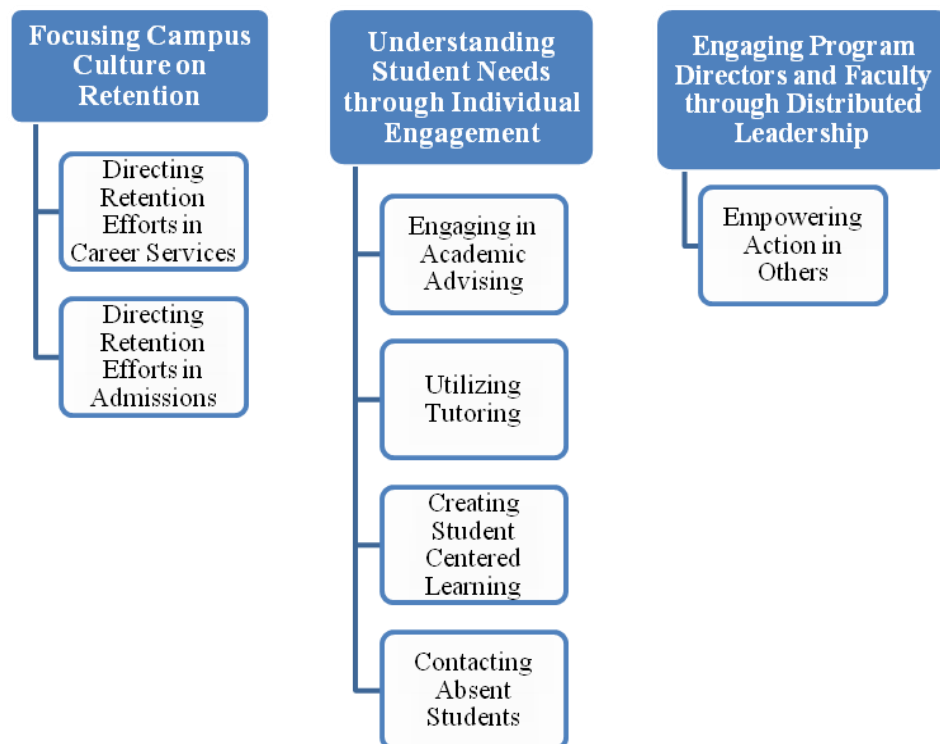 Focusing Campus
Culture on
Retention
Directing
Retention
Efforts in
Career Services
Directing
Retention
Efforts in
Admissions
Understanding
Student Needs
through Individual
Engagement
Engaging in
Academic
Advising
Utilizing
Tutoring
Creating
Student
Centered
Learning
Contacting
Absent
Students
Engaging Program
Directors and Faculty
through Distributed
Leadership
Empowering
Action in
Others